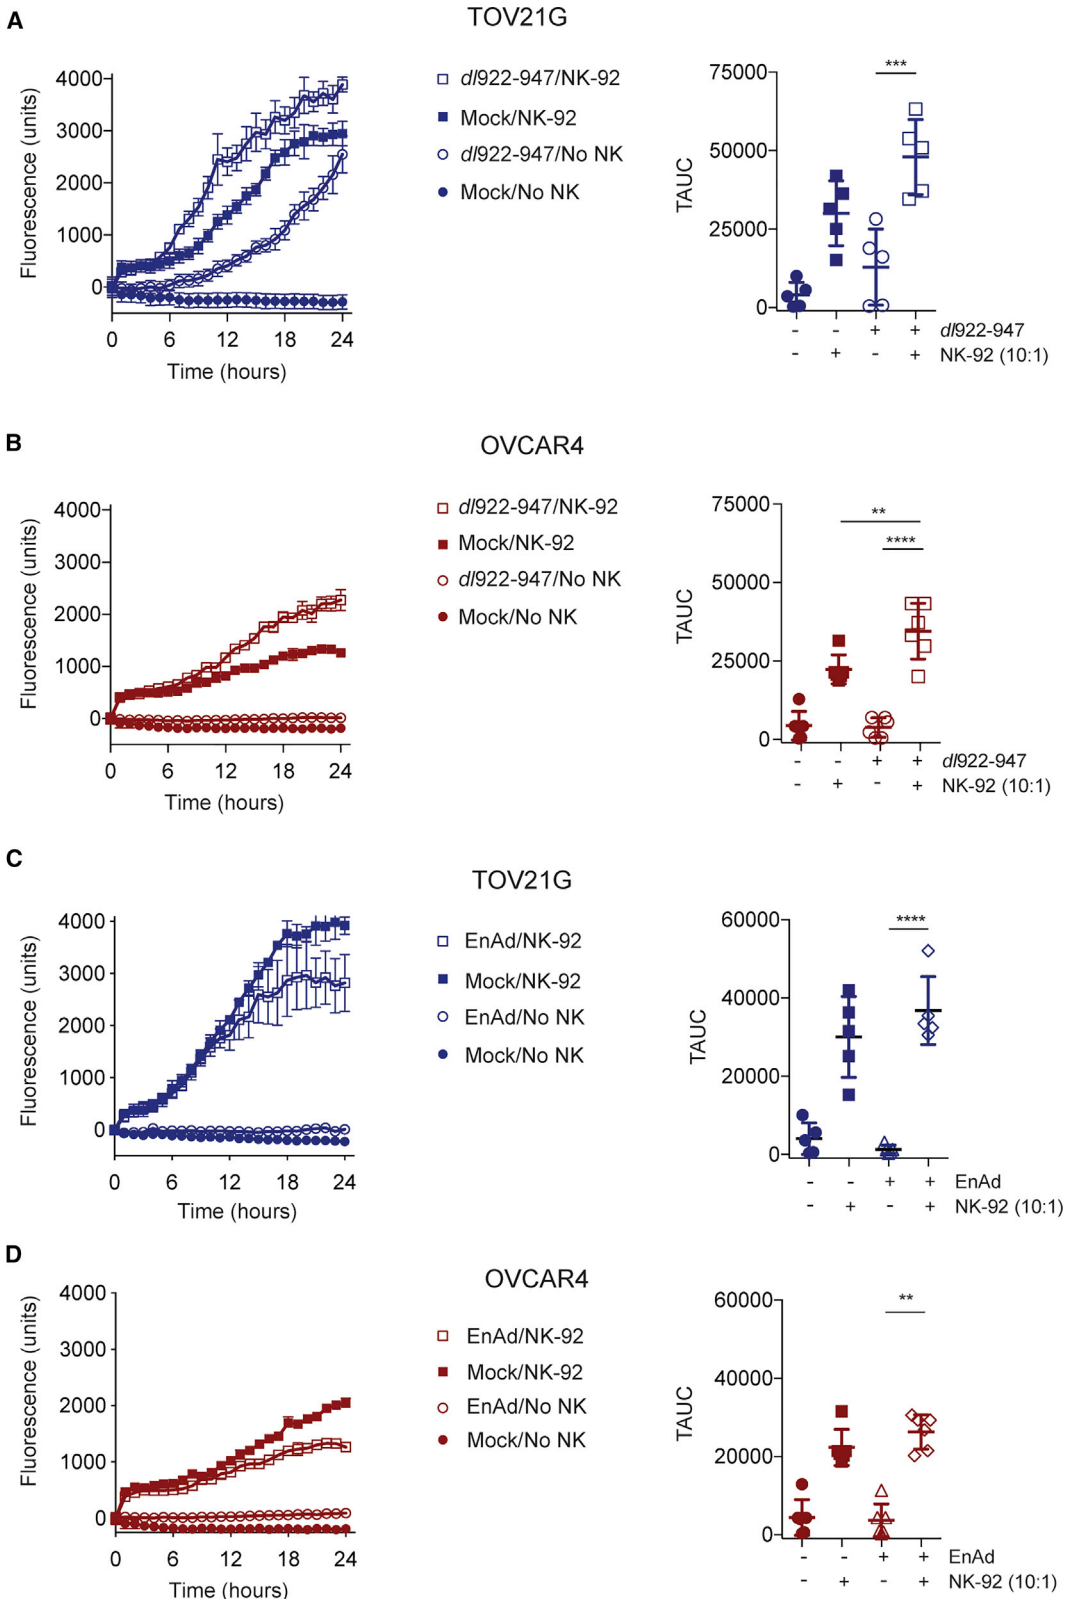 A
TOV21G
Fluorescence (units)
4000
3000
2000
1000
0
0 6 12 18 24
Time (hours)
dl922-947/NK-92
Mock/NK-92
dl922-947/No NK
Mock/No NK
TAUC
75000
50000
25000
0
***
- - + + dl922-947
- + - + NK-92 (10:1)
B
OVCAR4
Fluorescence (units)
4000
3000
2000
1000
0
0 6 12 18 24
Time (hours)
dl922-947/NK-92
Mock/NK-92
dl922-947/No NK
Mock/No NK
TAUC
75000
50000
25000
0
**
****
- - + + dl922-947
- + - + NK-92 (10:1)
C
TOV21G
Fluorescence (units)
4000
3000
2000
1000
0
0 6 12 18 24
Time (hours)
EnAd/NK-92
Mock/NK-92
EnAd/No NK
Mock/No NK
TAUC
60000
40000
20000
0
****
- - + + EnAd
- + - + NK-92 (10:1)
D
OVCAR4
Fluorescence (units)
4000
3000
2000
1000
0
0 6 12 18 24
Time (hours)
EnAd/NK-92
Mock/NK-92
EnAd/No NK
Mock/No NK
TAUC
60000
40000
20000
0
**
- - + + EnAd
- + - + NK-92 (10:1)